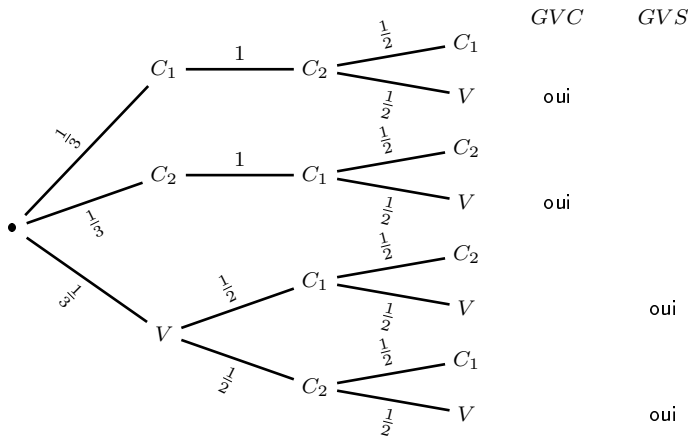 GVC GVS
1/2 C₁
C₁ 1 C₂
1/2 V oui
1/3
1/2 C₂
C₂ 1 C₁
1/3
1/2 V oui
1/2 C₂
1/3 1/2 C₁
1/2 V oui
V
1/2 C₁
1/2 C₂
1/2 V oui